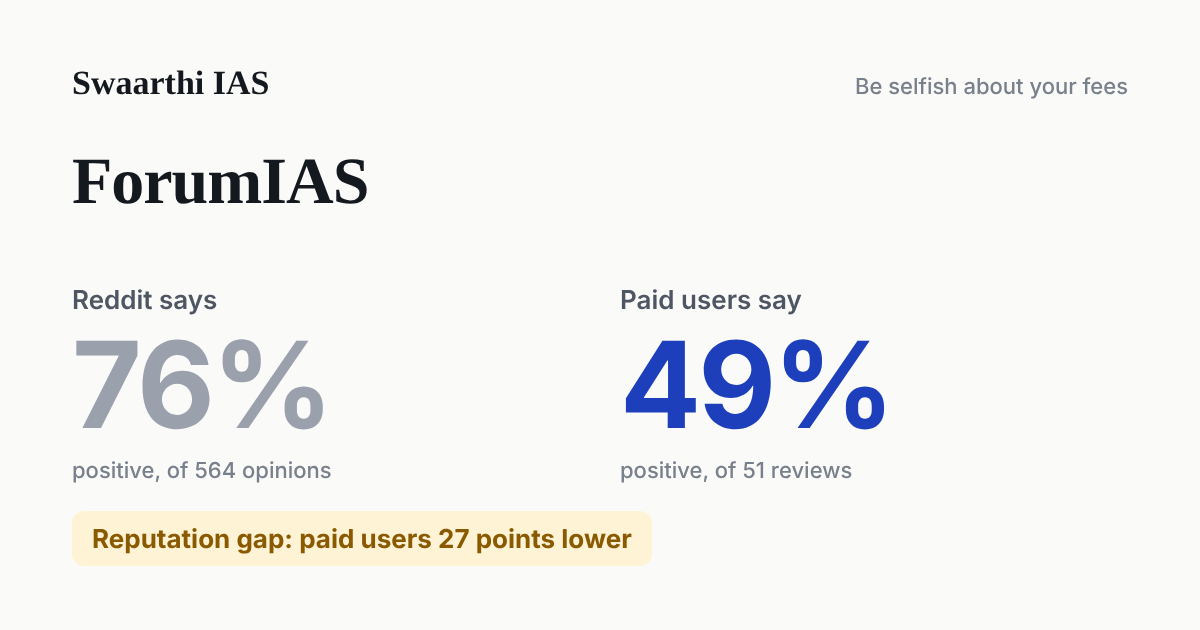 Swaarthi IAS
Be selfish about your fees
ForumIAS
Reddit says
76%
positive, of 564 opinions
Paid users say
49%
positive, of 51 reviews
Reputation gap: paid users 27 points lower